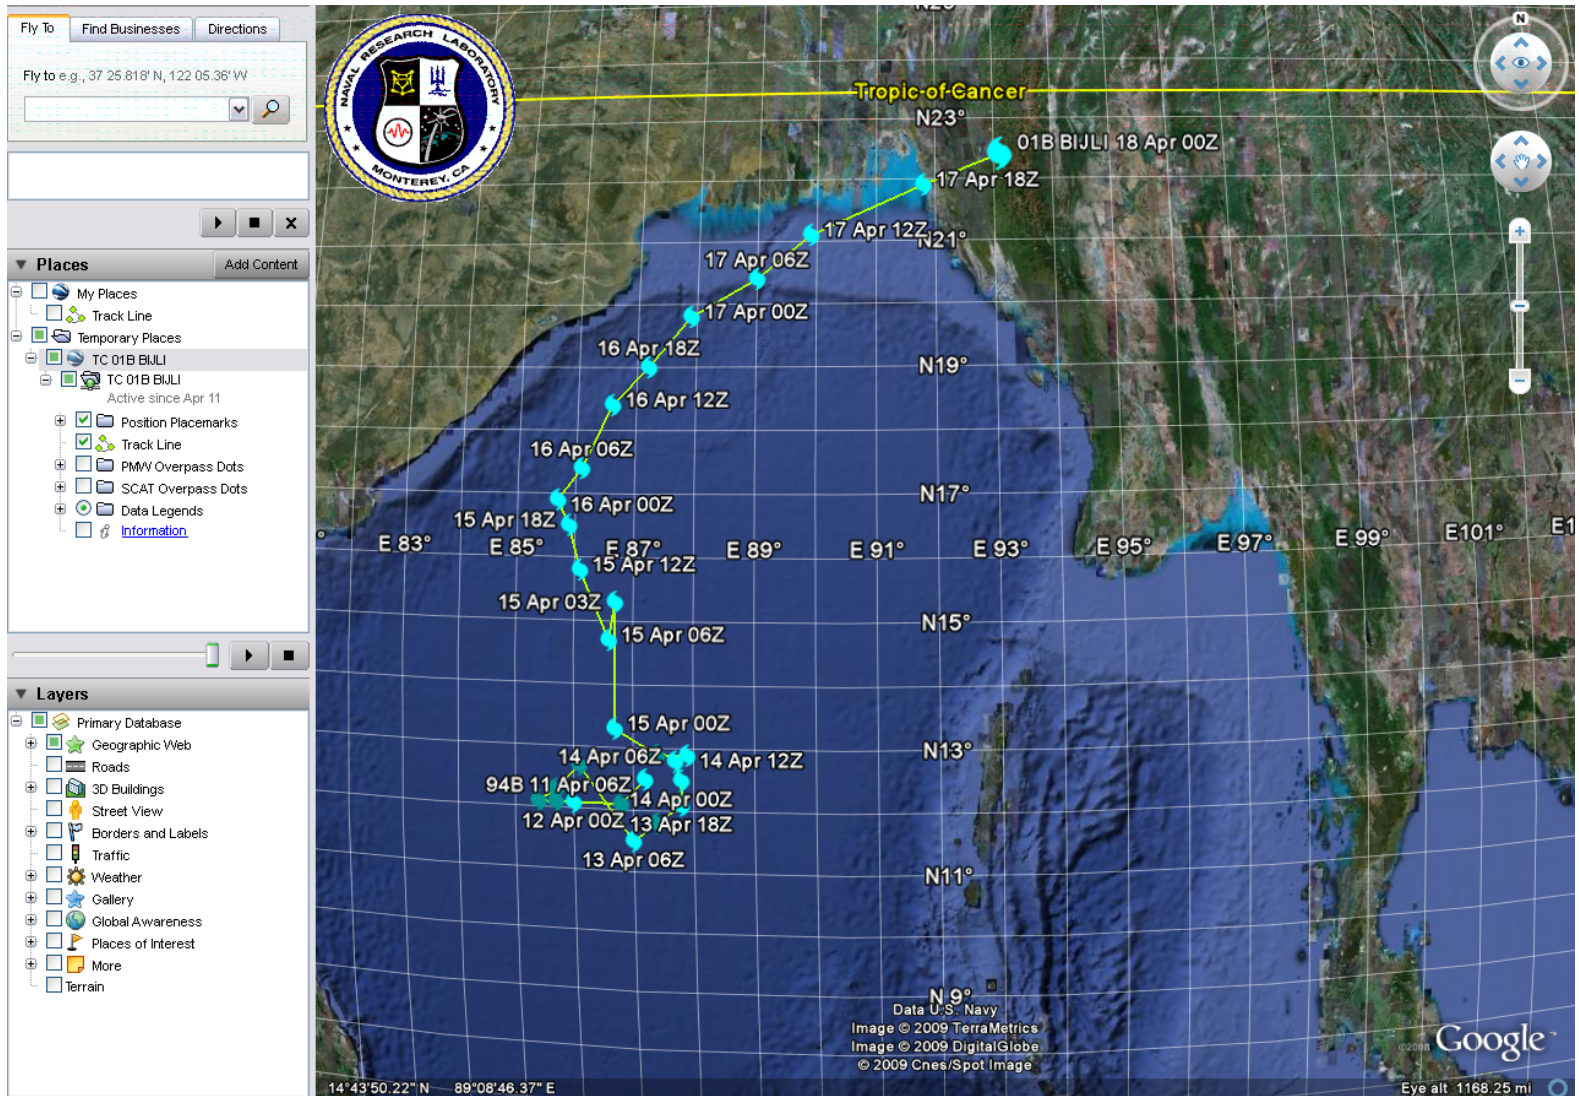 Fly To
Find Businesses
Directions
Fly to e.g., 37 25.818' N, 122 05.36' W
Places
Add Content
My Places
Track Line
Temporary Places
TC 01B BIJLI
TC 01B BIJLI
Active since Apr 11
Position Placemarks
Track Line
PMW Overpass Dots
SCAT Overpass Dots
Data Legends
Information
Layers
Primary Database
Geographic Web
Roads
3D Buildings
Street View
Borders and Labels
Traffic
Weather
Gallery
Global Awareness
Places of Interest
More
Terrain
NAVAL RESEARCH LABORATORY
MONTEREY, CA
N
Tropic of Cancer
N23°
01B BIJLI 18 Apr 00Z
17 Apr 18Z
17 Apr 12Z
N21°
17 Apr 06Z
17 Apr 00Z
16 Apr 18Z
N19°
16 Apr 12Z
16 Apr 06Z
N17°
16 Apr 00Z
15 Apr 18Z
E 83°
E 85°
E 87°
E 89°
E 91°
E 93°
E 95°
E 97°
E 99°
E101°
15 Apr 12Z
15 Apr 03Z
N15°
15 Apr 06Z
15 Apr 00Z
N13°
14 Apr 06Z
14 Apr 12Z
94B 11 Apr 06Z
14 Apr 00Z
12 Apr 00Z
13 Apr 18Z
13 Apr 06Z
N11°
N 9°
Data U.S. Navy
Image © 2009 TerraMetrics
Image © 2009 DigitalGlobe
© 2009 Cnes/Spot Image
©2008 Google™
14°43'50.22" N 89°08'46.37" E
Eye alt 1168.25 mi